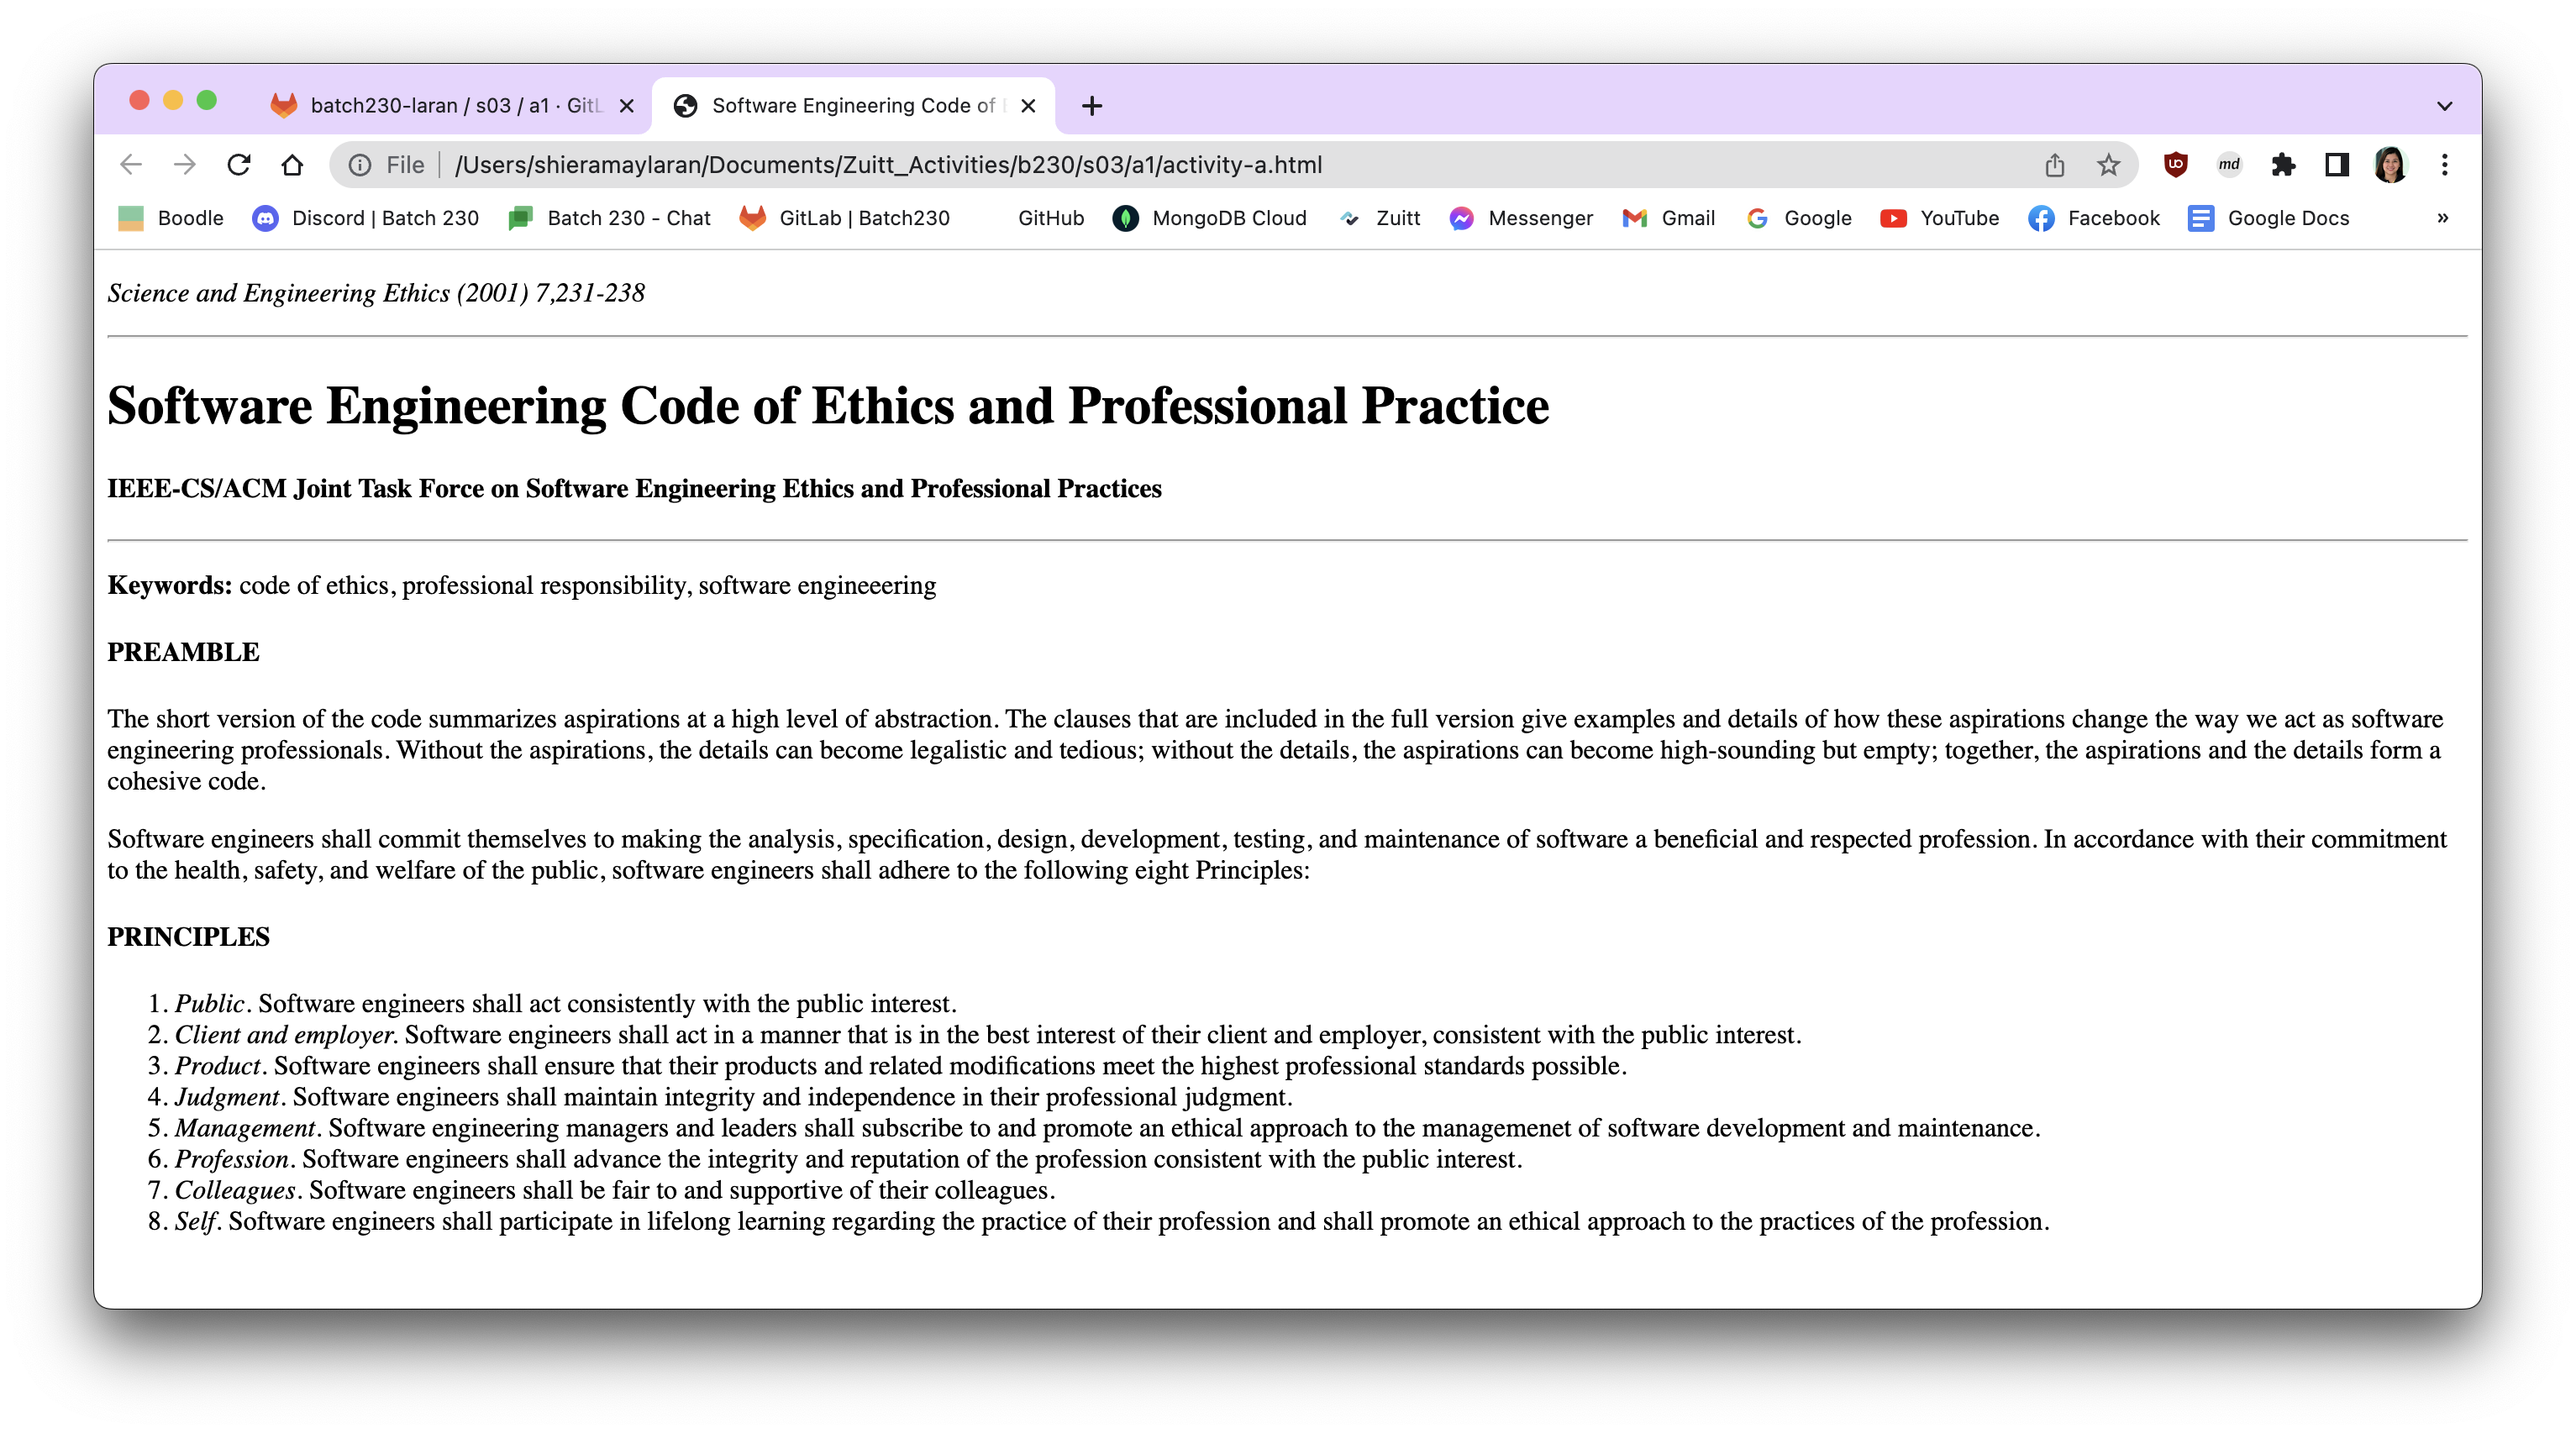 batch230-laran / s03 / a1 · GitL
Software Engineering Code of
File
/Users/shieramaylaran/Documents/Zuitt_Activities/b230/s03/a1/activity-a.html
md
Boodle
Discord | Batch 230
Batch 230 - Chat
GitLab | Batch230
GitHub
MongoDB Cloud
Zuitt
Messenger
Gmail
Google
YouTube
Facebook
Google Docs
»
Science and Engineering Ethics (2001) 7,231-238
Software Engineering Code of Ethics and Professional Practice
IEEE-CS/ACM Joint Task Force on Software Engineering Ethics and Professional Practices
Keywords: code of ethics, professional responsibility, software engineeering
PREAMBLE
The short version of the code summarizes aspirations at a high level of abstraction. The clauses that are included in the full version give examples and details of how these aspirations change the way we act as software
engineering professionals. Without the aspirations, the details can become legalistic and tedious; without the details, the aspirations can become high-sounding but empty; together, the aspirations and the details form a
cohesive code.
Software engineers shall commit themselves to making the analysis, specification, design, development, testing, and maintenance of software a beneficial and respected profession. In accordance with their commitment
to the health, safety, and welfare of the public, software engineers shall adhere to the following eight Principles:
PRINCIPLES
1. Public. Software engineers shall act consistently with the public interest.
2. Client and employer. Software engineers shall act in a manner that is in the best interest of their client and employer, consistent with the public interest.
3. Product. Software engineers shall ensure that their products and related modifications meet the highest professional standards possible.
4. Judgment. Software engineers shall maintain integrity and independence in their professional judgment.
5. Management. Software engineering managers and leaders shall subscribe to and promote an ethical approach to the managemenet of software development and maintenance.
6. Profession. Software engineers shall advance the integrity and reputation of the profession consistent with the public interest.
7. Colleagues. Software engineers shall be fair to and supportive of their colleagues.
8. Self. Software engineers shall participate in lifelong learning regarding the practice of their profession and shall promote an ethical approach to the practices of the profession.